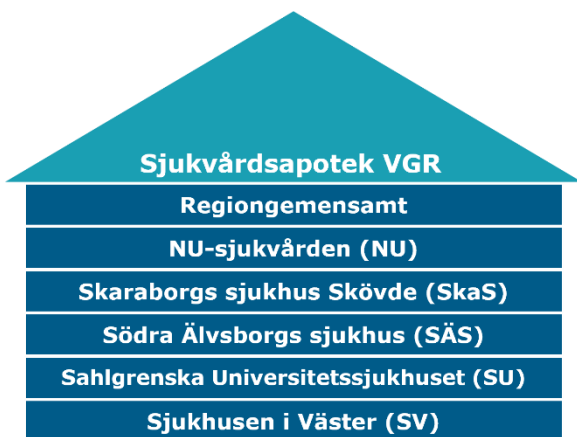 Sjukvårdsapotek VGR
Regiongemensamt
NU-sjukvården (NU)
Skaraborgs sjukhus Skövde (SkaS)
Södra Älvsborgs sjukhus (SÄS)
Sahlgrenska Universitetssjukhuset (SU)
Sjukhusen i Väster (SV)